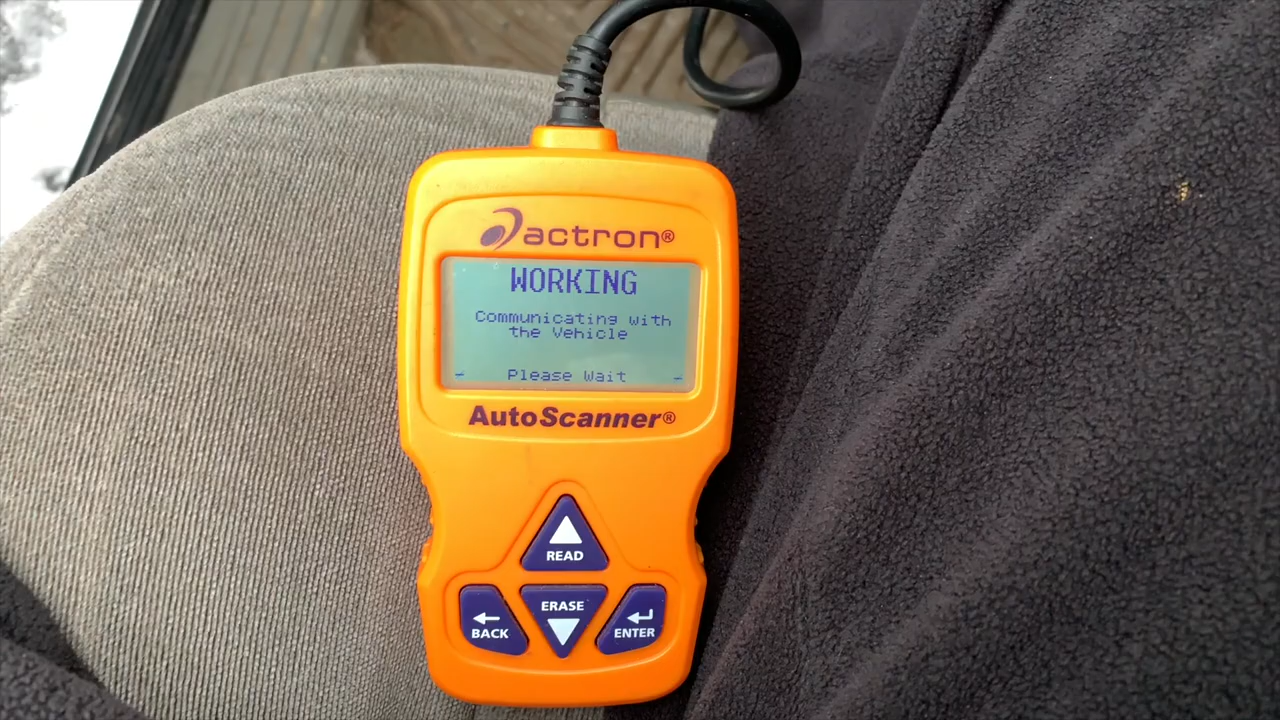 actron®
WORKING
Communicating with
the Vehicle
Please Wait
AutoScanner®
READ
ERASE
BACK
ENTER